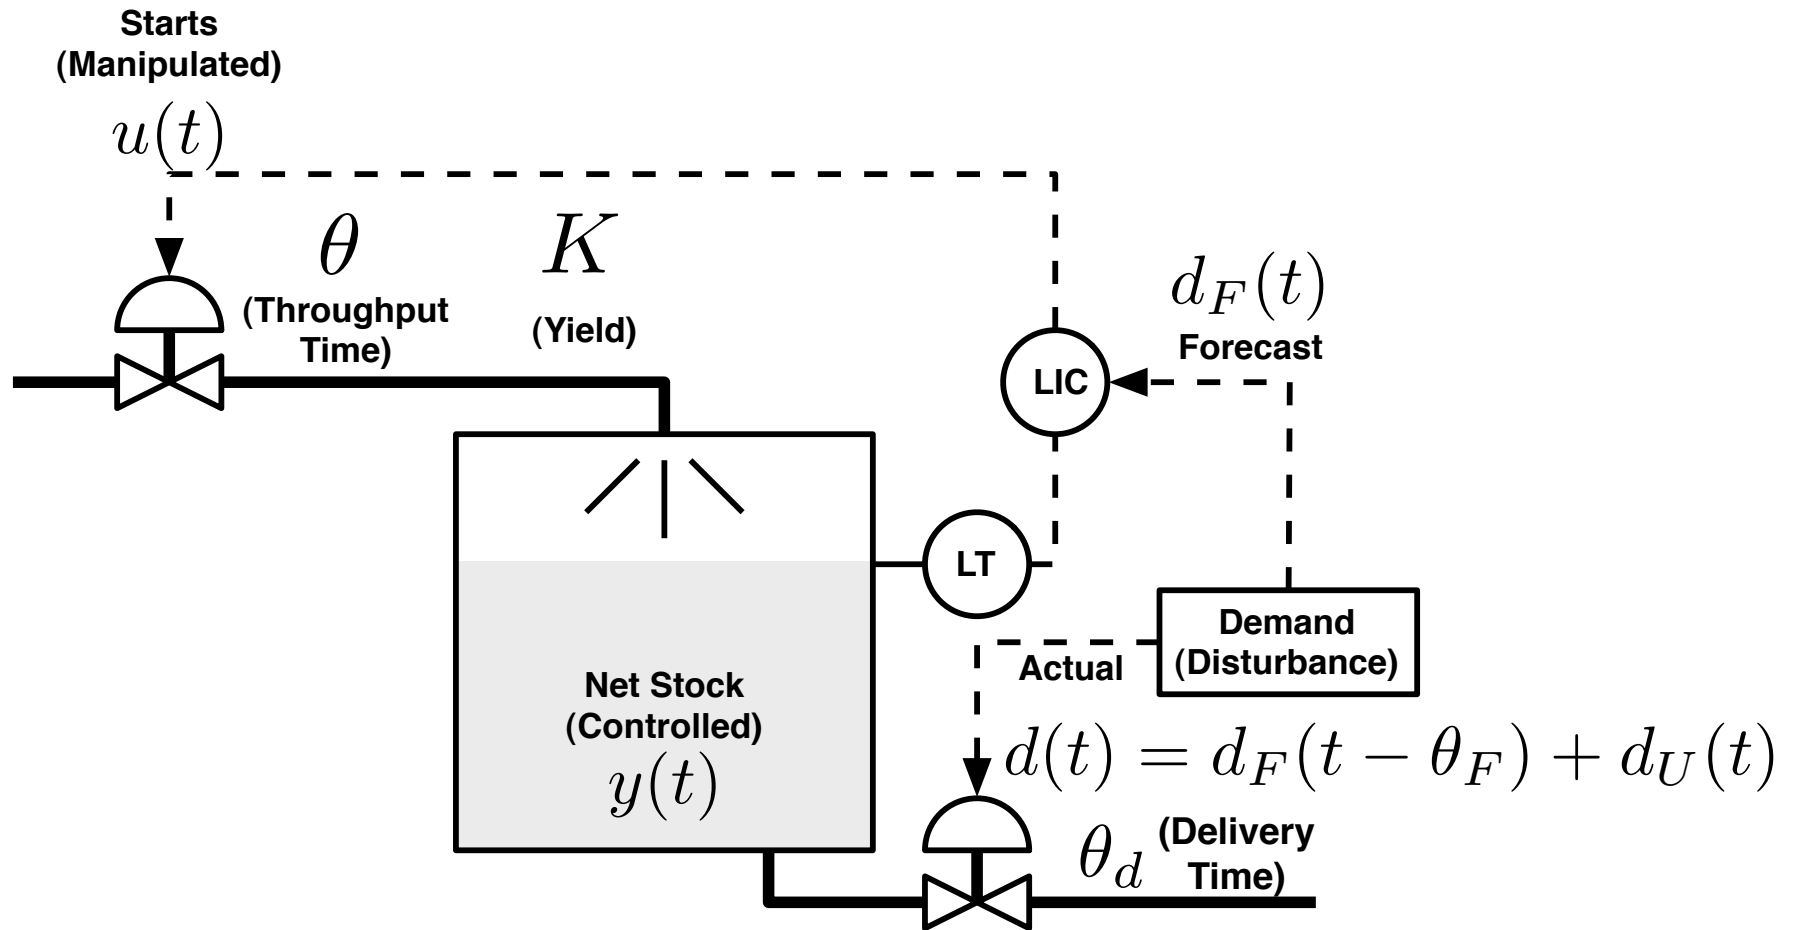 Starts
(Manipulated)
u(t)
θ
(Throughput
Time)
K
(Yield)
d_F(t)
Forecast
LIC
LT
Demand
(Disturbance)
Actual
Net Stock
(Controlled)
y(t)
d(t) = d_F(t − θ_F) + d_U(t)
θ_d
(Delivery
Time)